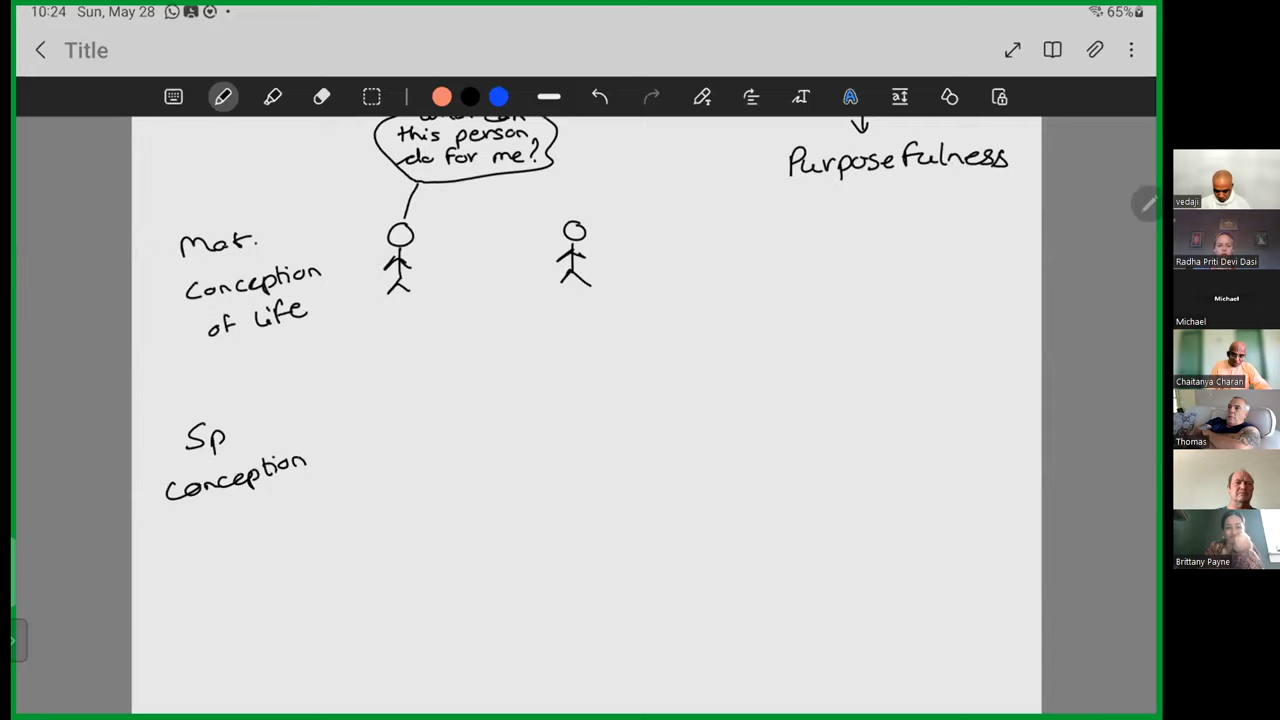 10:24 Sun, May 28
65%
Title
this person
do for me?
Purposefulness
Mat.
conception
of life
Sp
conception
vedaji
Radha Priti Devi Dasi
Michael
Michael
Chaitanya Charan
Thomas
Brittany Payne